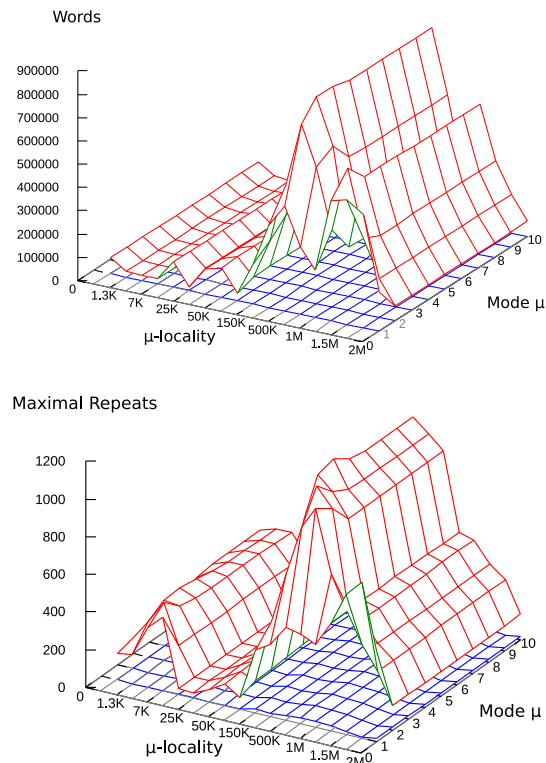 Words
900000
800000
700000
600000
500000
400000
300000
200000
100000
0
0
1.3K
7K
25K
50K
150K
500K
1M
1.5M
2M
μ-locality
0
1
2
3
4
5
6
7
8
9
10
Mode μ
Maximal Repeats
1200
1000
800
600
400
200
0
0
1.3K
7K
25K
50K
150K
500K
1M
1.5M
2M
μ-locality
0
1
2
3
4
5
6
7
8
9
10
Mode μ